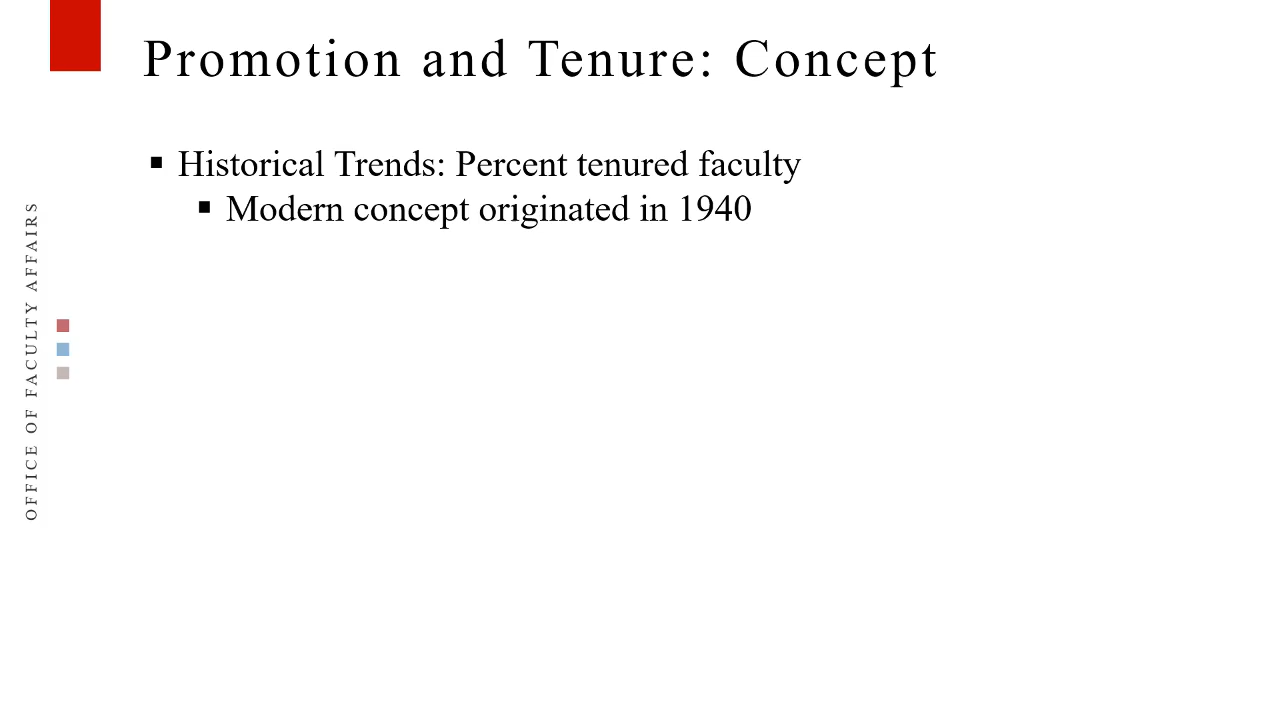 Promotion and Tenure: Concept
Historical Trends: Percent tenured faculty
Modern concept originated in 1940
OFFICE OF FACULTY AFFAIRS